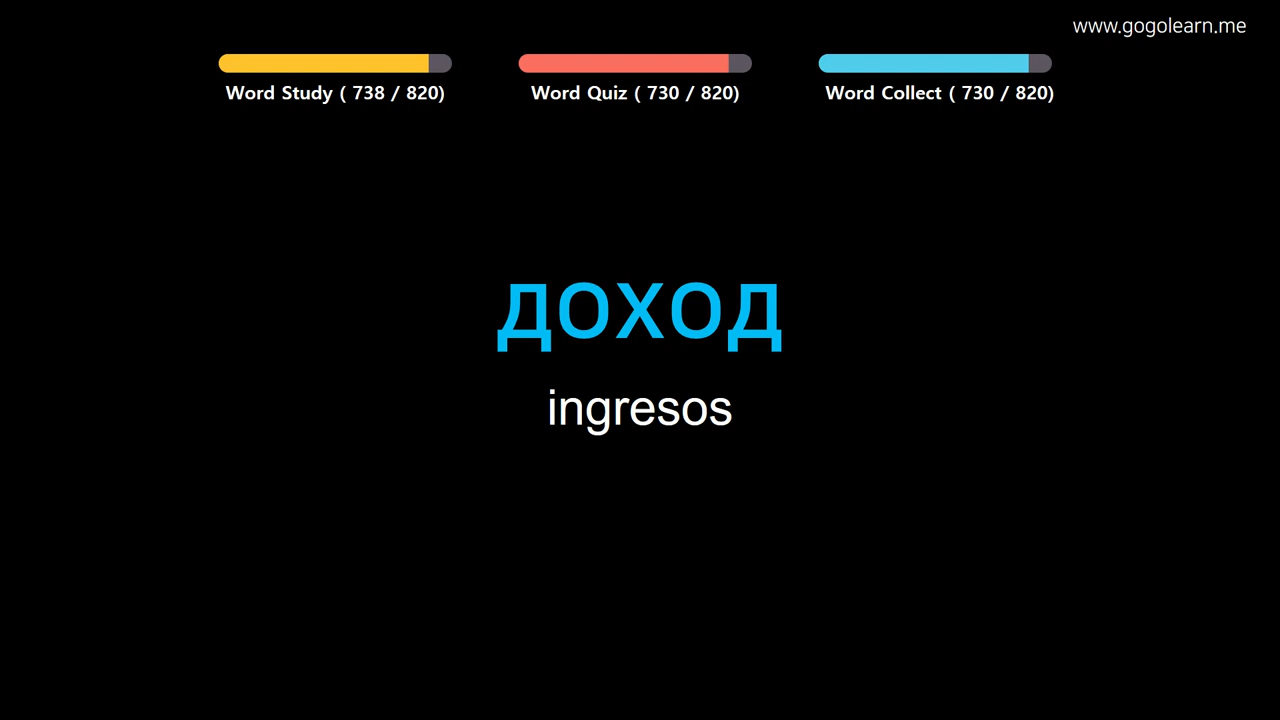 www.gogolearn.me
Word Study ( 738 / 820)
Word Quiz ( 730 / 820)
Word Collect ( 730 / 820)
доход
ingresos